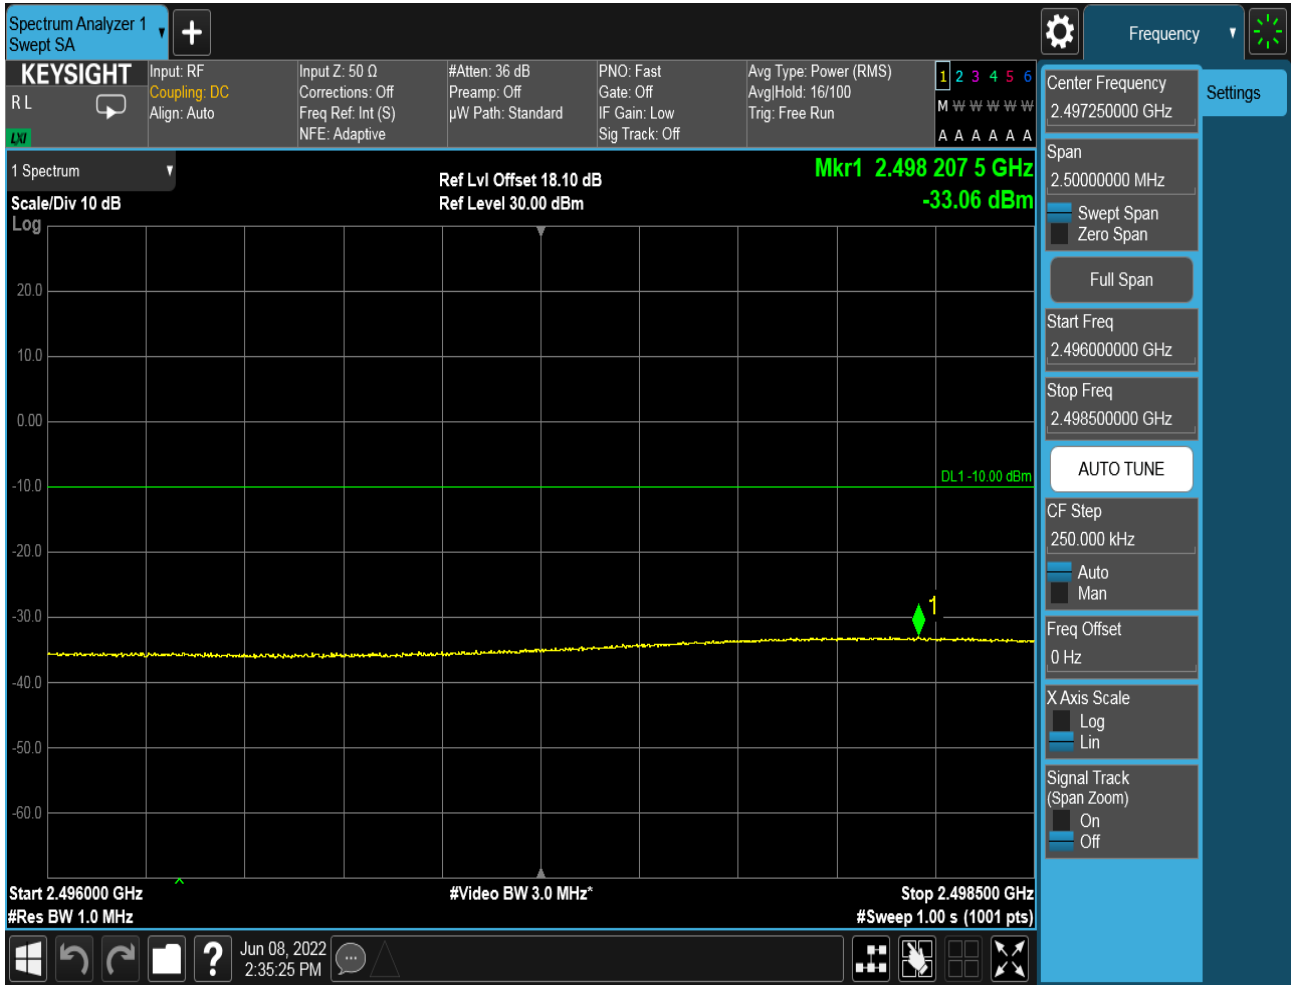 Spectrum Analyzer 1
Swept SA
Frequency
KEYSIGHT
R L
LXI
Input: RF
Coupling: DC
Align: Auto
Input Z: 50 Ω
Corrections: Off
Freq Ref: Int (S)
NFE: Adaptive
#Atten: 36 dB
Preamp: Off
µW Path: Standard
PNO: Fast
Gate: Off
IF Gain: Low
Sig Track: Off
Avg Type: Power (RMS)
Avg|Hold: 16/100
Trig: Free Run
1 2 3 4 5 6
M W W W W W
A A A A A A
1 Spectrum
Scale/Div 10 dB
Log
Ref Lvl Offset 18.10 dB
Ref Level 30.00 dBm
Mkr1 2.498 207 5 GHz
-33.06 dBm
20.0
10.0
0.00
-10.0
-20.0
-30.0
-40.0
-50.0
-60.0
DL1 -10.00 dBm
1
Start 2.496000 GHz
#Res BW 1.0 MHz
#Video BW 3.0 MHz*
Stop 2.498500 GHz
#Sweep 1.00 s (1001 pts)
Jun 08, 2022
2:35:25 PM
Center Frequency
2.497250000 GHz
Span
2.50000000 MHz
Swept Span
Zero Span
Full Span
Start Freq
2.496000000 GHz
Stop Freq
2.498500000 GHz
AUTO TUNE
CF Step
250.000 kHz
Auto
Man
Freq Offset
0 Hz
X Axis Scale
Log
Lin
Signal Track
(Span Zoom)
On
Off
Settings